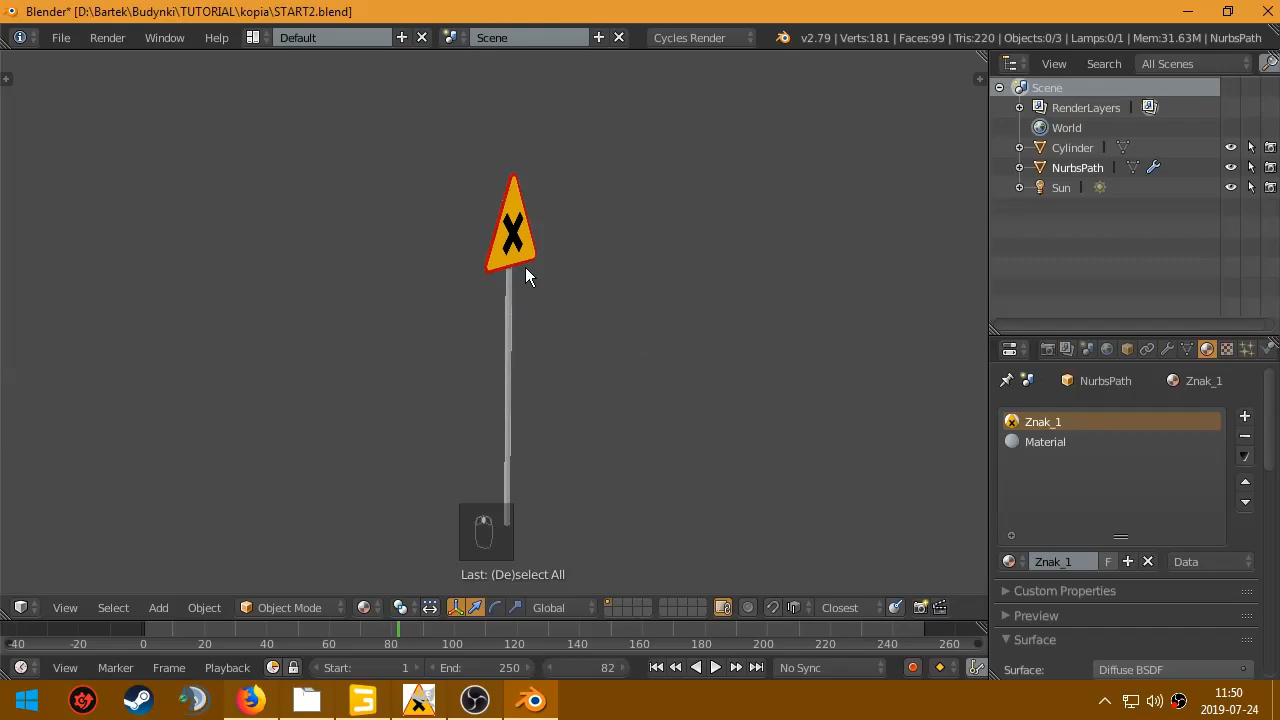 Blender* [D:\Bartek\Budynki\TUTORIAL\kopia\START2.blend]
File Render Window Help Default Scene Cycles Render v2.79 | Verts:181 | Faces:99 | Tris:220 | Objects:0/3 | Lamps:0/1 | Mem:31.63M | NurbsPath
View Search All Scenes
Scene
RenderLayers
World
Cylinder
NurbsPath
Sun
NurbsPath Znak_1
Znak_1
Material
Znak_1 F Data
Custom Properties
Preview
Surface
Surface: Diffuse BSDF
X
Last: (De)select All
View Select Add Object Object Mode Global Closest
-40 0 20 40 60 80 100 120 140 160 180 200 220 240 260
View Marker Frame Playback Start: 1 End: 250 82 No Sync
11:50
2019-07-24